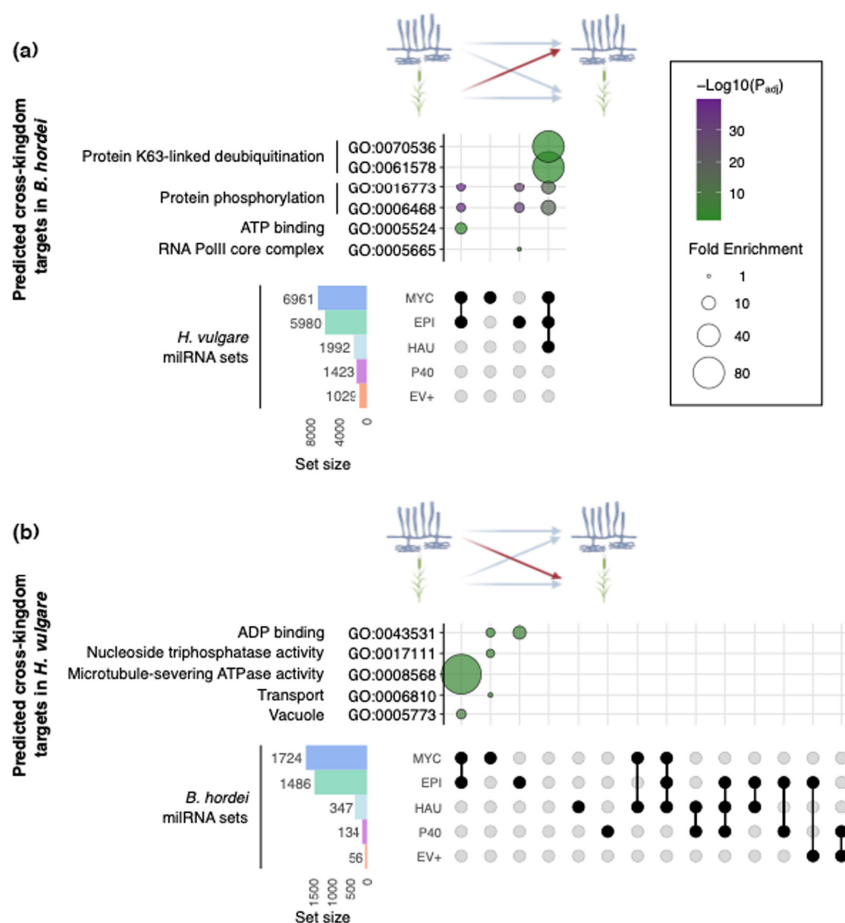 (a)
Predicted cross-kingdom
targets in B. hordei
Protein K63-linked deubiquitination
GO:0070536
GO:0061578
Protein phosphorylation
GO:0016773
GO:0006468
ATP binding GO:0005524
RNA PolII core complex GO:0005665
–Log10(Padj)
30
20
10
Fold Enrichment
1
10
40
80
H. vulgare
milRNA sets
6961
5980
1992
1423
1029
8000
4000
0
Set size
MYC
EPI
HAU
P40
EV+
(b)
Predicted cross-kingdom
targets in H. vulgare
ADP binding GO:0043531
Nucleoside triphosphatase activity GO:0017111
Microtubule-severing ATPase activity GO:0008568
Transport GO:0006810
Vacuole GO:0005773
B. hordei
milRNA sets
1724
1486
347
134
56
1500
1000
500
0
Set size
MYC
EPI
HAU
P40
EV+